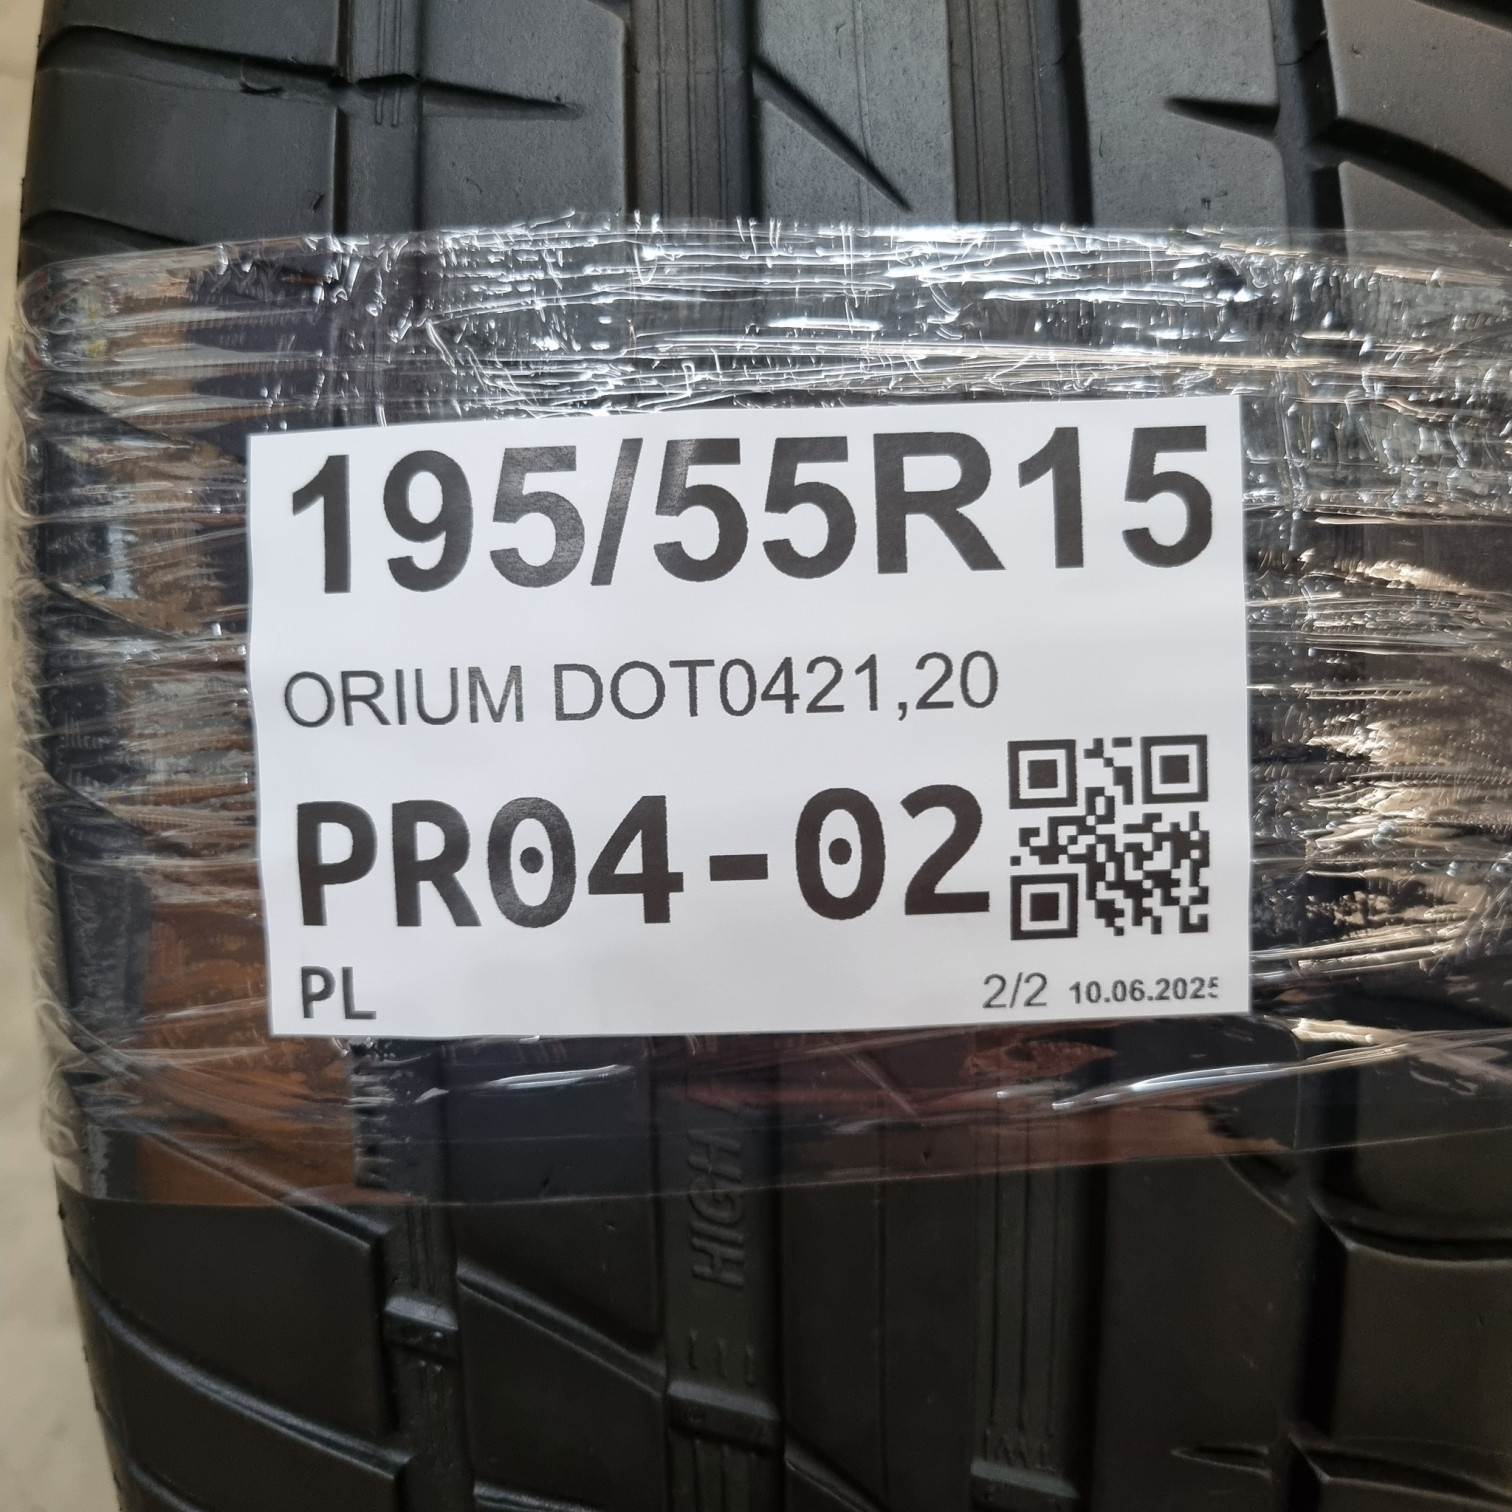 195/55R15
ORIUM DOT0421,20
PR04-02
PL
2/2 10.06.2025
HIGH